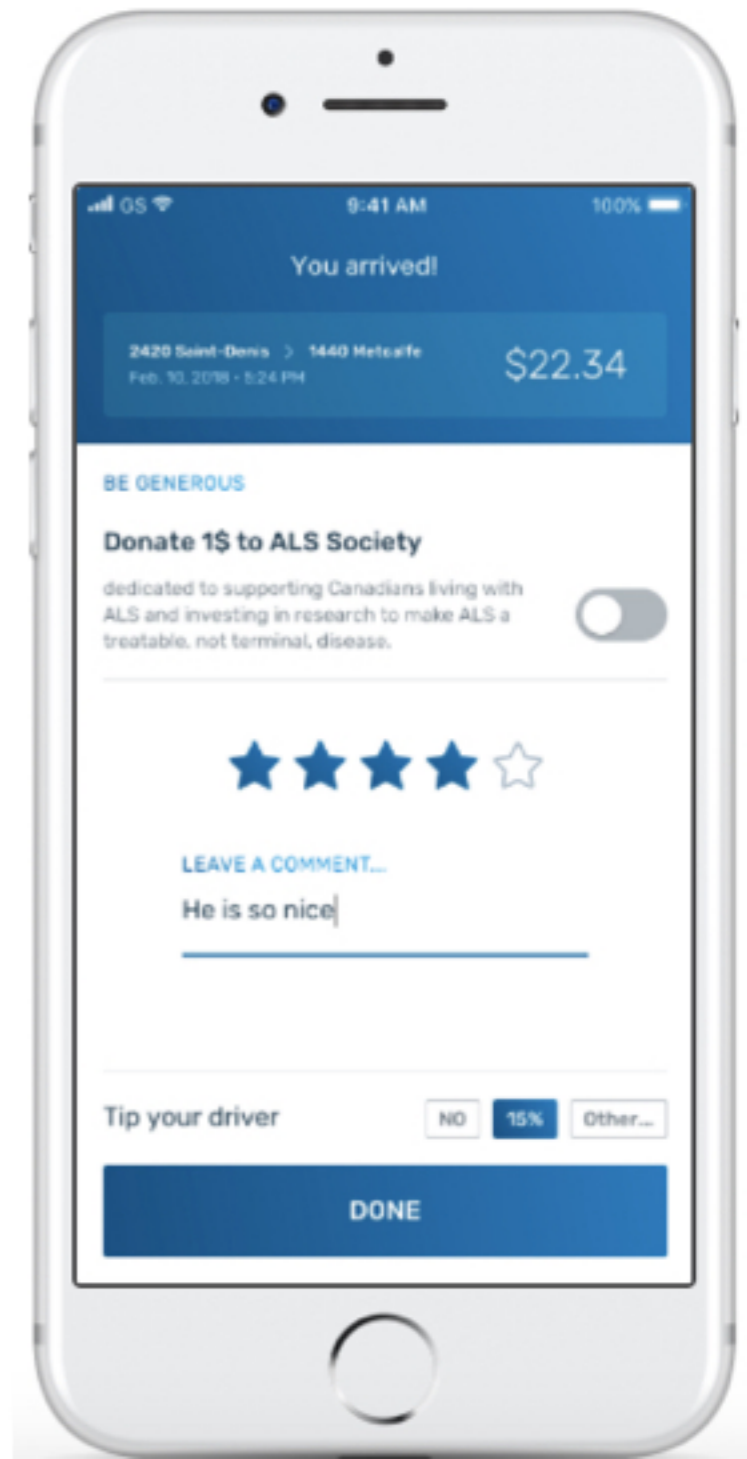 GS 9:41 AM 100%
You arrived!
2420 Saint-Denis > 1440 Metcalfe $22.34
Feb. 10, 2018 - 5:24 PM
BE GENEROUS
Donate 1$ to ALS Society
dedicated to supporting Canadians living with
ALS and investing in research to make ALS a
treatable, not terminal, disease.
LEAVE A COMMENT...
He is so nice
Tip your driver NO 15% Other...
DONE